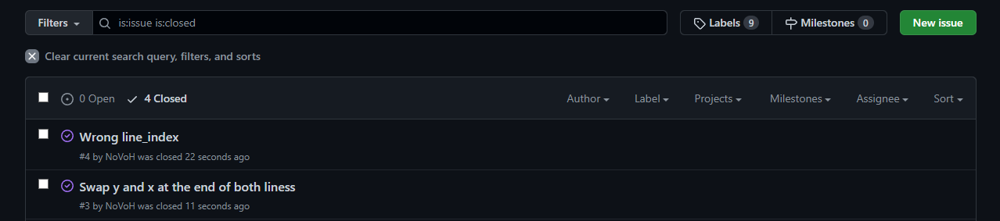 Filters is:issue is:closed Labels 9 Milestones 0 New issue
Clear current search query, filters, and sorts
0 Open 4 Closed Author Label Projects Milestones Assignee Sort
Wrong line_index
#4 by NoVoH was closed 22 seconds ago
Swap y and x at the end of both liness
#3 by NoVoH was closed 11 seconds ago